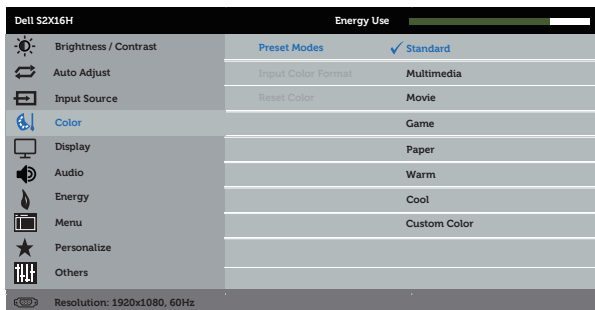 Dell S2X16H Energy Use
Brightness / Contrast Preset Modes Standard
Auto Adjust Input Color Format Multimedia
Input Source Reset Color Movie
Color Game
Display Paper
Audio Warm
Energy Cool
Menu Custom Color
Personalize
Others
Resolution: 1920x1080, 60Hz